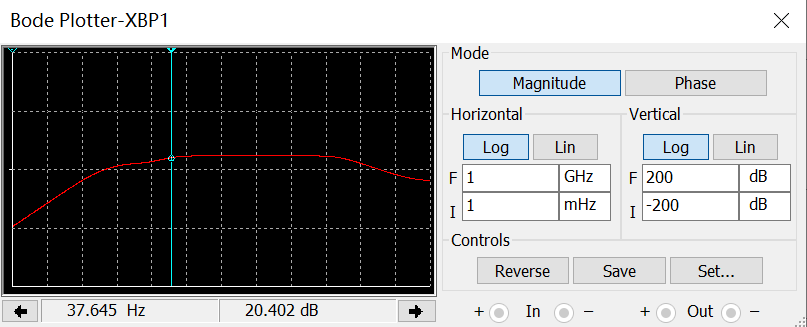 Bode Plotter-XBP1
Mode
Magnitude Phase
Horizontal Vertical
Log Lin Log Lin
F 1 GHz F 200 dB
I 1 mHz I -200 dB
Controls
Reverse Save Set...
37.645 Hz 20.402 dB + In − + Out −